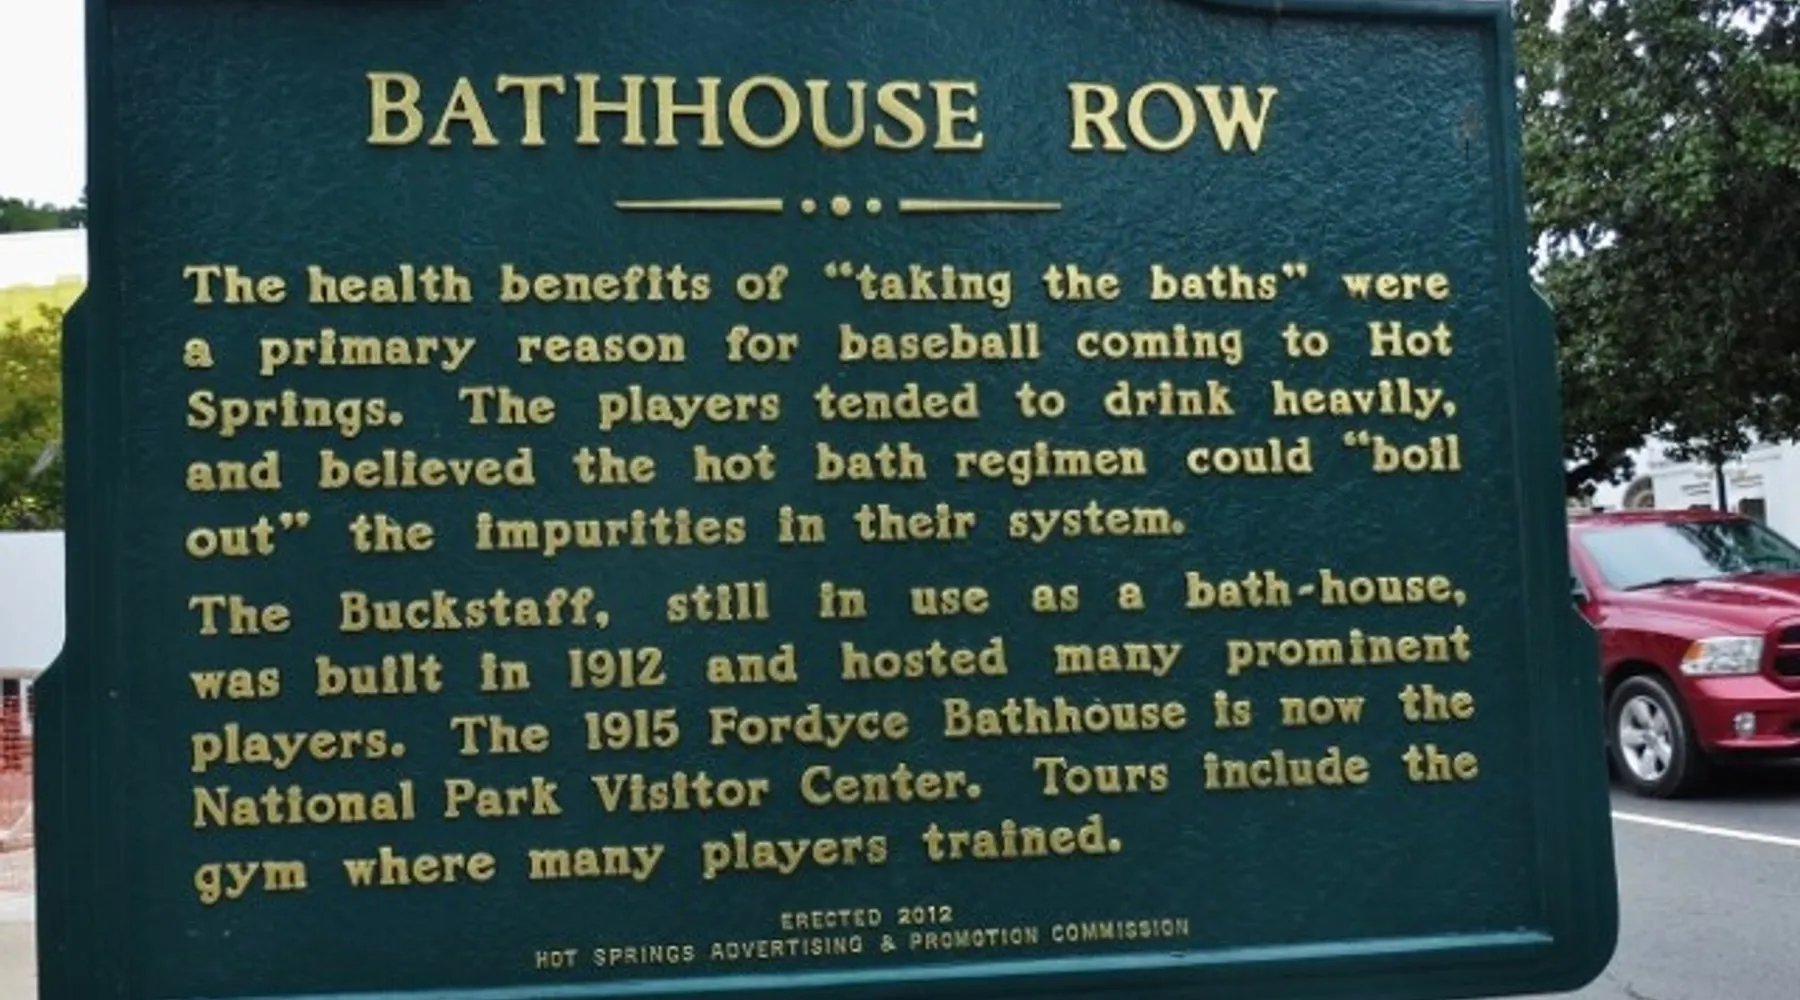 BATHHOUSE ROW
The health benefits of “taking the baths” were
a primary reason for baseball coming to Hot
Springs. The players tended to drink heavily,
and believed the hot bath regimen could “boil
out” the impurities in their system.
The Buckstaff, still in use as a bath-house,
was built in 1912 and hosted many prominent
players. The 1915 Fordyce Bathhouse is now the
National Park Visitor Center. Tours include the
gym where many players trained.
ERECTED 2012
HOT SPRINGS ADVERTISING & PROMOTION COMMISSION